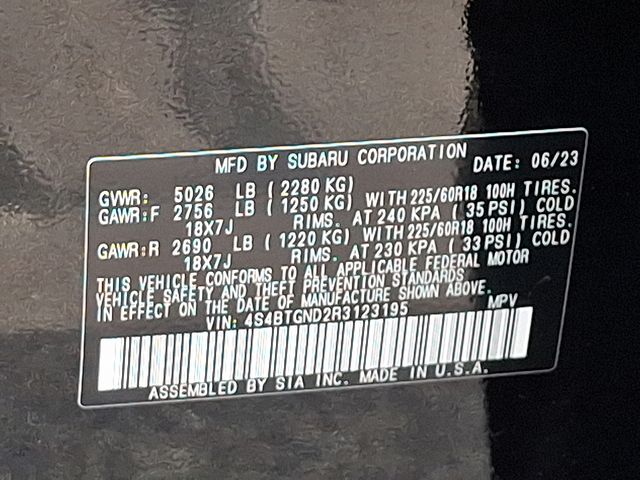 MFD BY SUBARU CORPORATION DATE: 06/23
GVWR: 5026 LB (2280 KG)
GAWR:F 2756 LB (1250 KG) WITH 225/60R18 100H TIRES.
18X7J RIMS. AT 240 KPA (35 PSI) COLD
GAWR:R 2690 LB (1220 KG) WITH 225/60R18 100H TIRES.
18X7J RIMS. AT 230 KPA (33 PSI) COLD
THIS VEHICLE CONFORMS TO ALL APPLICABLE FEDERAL MOTOR
VEHICLE SAFETY AND THEFT PREVENTION STANDARDS
IN EFFECT ON THE DATE OF MANUFACTURE SHOWN ABOVE.
VIN: 4S4BTGND2R3123195 MPV
ASSEMBLED BY SIA INC. MADE IN U.S.A.